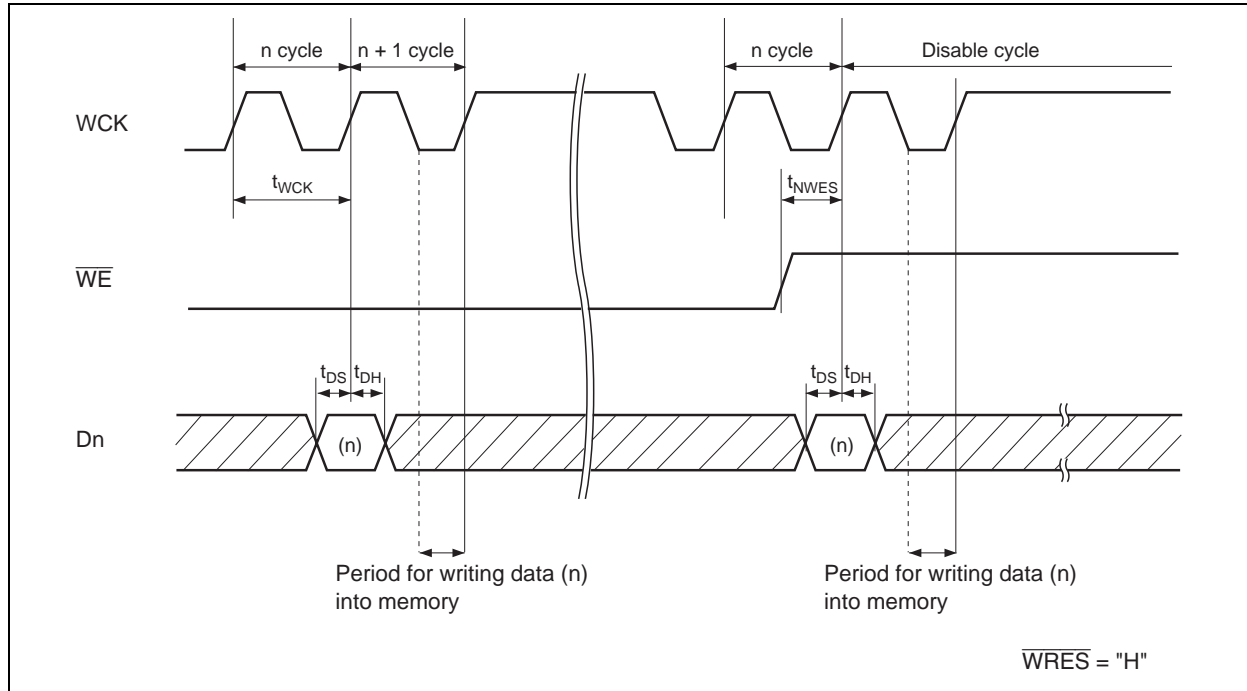 n cycle n + 1 cycle n cycle Disable cycle
WCK
tWCK tNWES
WE
tDS tDH tDS tDH
Dn (n) (n)
Period for writing data (n) Period for writing data (n)
into memory into memory
WRES = "H"